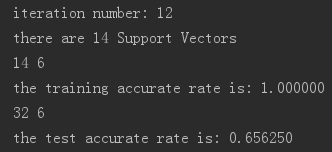 iteration number: 12
there are 14 Support Vectors
14 6
the training accurate rate is: 1.000000
32 6
the test accurate rate is: 0.656250